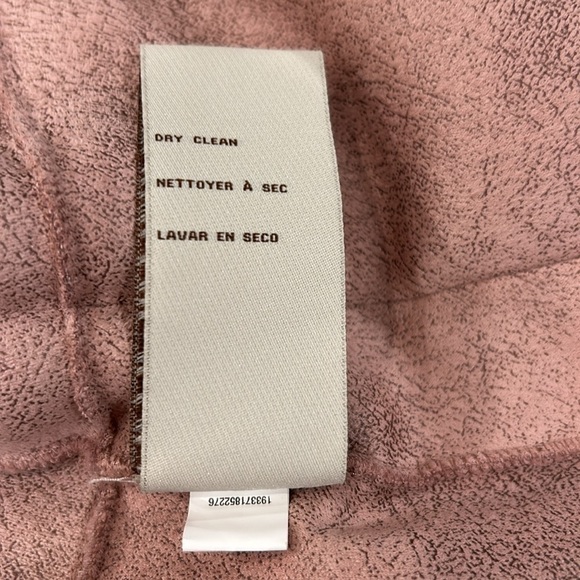 DRY CLEAN
NETTOYER À SEC
LAVAR EN SECO
193371852276